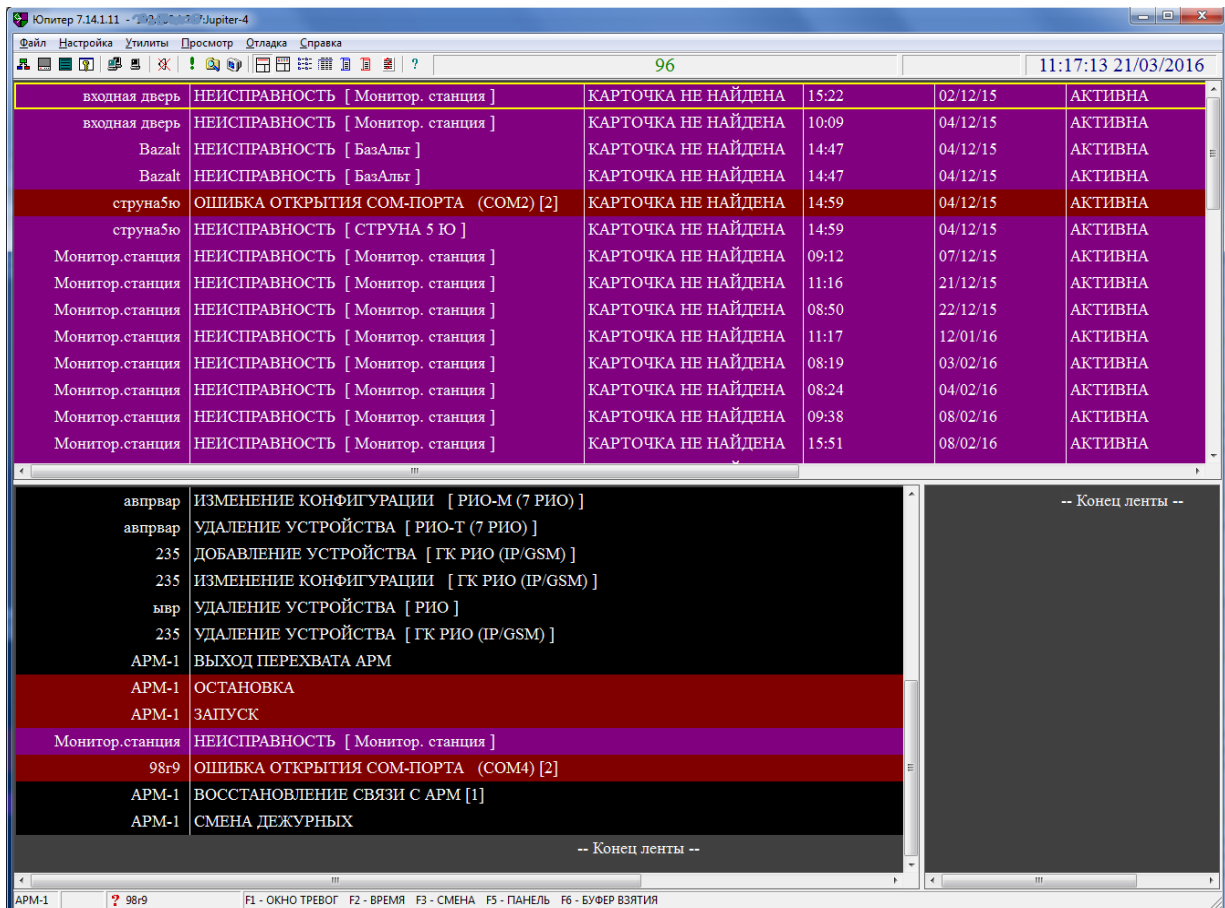 Юпитер 7.14.1.11 - :Jupiter-4
Файл Настройка Утилиты Просмотр Отладка Справка
96 11:17:13 21/03/2016
входная дверь НЕИСПРАВНОСТЬ [ Монитор. станция ] КАРТОЧКА НЕ НАЙДЕНА 15:22 02/12/15 АКТИВНА
входная дверь НЕИСПРАВНОСТЬ [ Монитор. станция ] КАРТОЧКА НЕ НАЙДЕНА 10:09 04/12/15 АКТИВНА
Bazalt НЕИСПРАВНОСТЬ [ БазАльт ] КАРТОЧКА НЕ НАЙДЕНА 14:47 04/12/15 АКТИВНА
Bazalt НЕИСПРАВНОСТЬ [ БазАльт ] КАРТОЧКА НЕ НАЙДЕНА 14:47 04/12/15 АКТИВНА
струна5ю ОШИБКА ОТКРЫТИЯ COM-ПОРТА (COM2) [2] КАРТОЧКА НЕ НАЙДЕНА 14:59 04/12/15 АКТИВНА
струна5ю НЕИСПРАВНОСТЬ [ СТРУНА 5 Ю ] КАРТОЧКА НЕ НАЙДЕНА 14:59 04/12/15 АКТИВНА
Монитор.станция НЕИСПРАВНОСТЬ [ Монитор. станция ] КАРТОЧКА НЕ НАЙДЕНА 09:12 07/12/15 АКТИВНА
Монитор.станция НЕИСПРАВНОСТЬ [ Монитор. станция ] КАРТОЧКА НЕ НАЙДЕНА 11:16 21/12/15 АКТИВНА
Монитор.станция НЕИСПРАВНОСТЬ [ Монитор. станция ] КАРТОЧКА НЕ НАЙДЕНА 08:50 22/12/15 АКТИВНА
Монитор.станция НЕИСПРАВНОСТЬ [ Монитор. станция ] КАРТОЧКА НЕ НАЙДЕНА 11:17 12/01/16 АКТИВНА
Монитор.станция НЕИСПРАВНОСТЬ [ Монитор. станция ] КАРТОЧКА НЕ НАЙДЕНА 08:19 03/02/16 АКТИВНА
Монитор.станция НЕИСПРАВНОСТЬ [ Монитор. станция ] КАРТОЧКА НЕ НАЙДЕНА 08:24 04/02/16 АКТИВНА
Монитор.станция НЕИСПРАВНОСТЬ [ Монитор. станция ] КАРТОЧКА НЕ НАЙДЕНА 09:38 08/02/16 АКТИВНА
Монитор.станция НЕИСПРАВНОСТЬ [ Монитор. станция ] КАРТОЧКА НЕ НАЙДЕНА 15:51 08/02/16 АКТИВНА
авпрвар ИЗМЕНЕНИЕ КОНФИГУРАЦИИ [ РИО-М (7 РИО) ]
авпрвар УДАЛЕНИЕ УСТРОЙСТВА [ РИО-Т (7 РИО) ]
235 ДОБАВЛЕНИЕ УСТРОЙСТВА [ ГК РИО (IP/GSM) ]
235 ИЗМЕНЕНИЕ КОНФИГУРАЦИИ [ ГК РИО (IP/GSM) ]
ывр УДАЛЕНИЕ УСТРОЙСТВА [ РИО ]
235 УДАЛЕНИЕ УСТРОЙСТВА [ ГК РИО (IP/GSM) ]
АРМ-1 ВЫХОД ПЕРЕХВАТА АРМ
АРМ-1 ОСТАНОВКА
АРМ-1 ЗАПУСК
Монитор.станция НЕИСПРАВНОСТЬ [ Монитор. станция ]
98г9 ОШИБКА ОТКРЫТИЯ COM-ПОРТА (COM4) [2]
АРМ-1 ВОССТАНОВЛЕНИЕ СВЯЗИ С АРМ [1]
АРМ-1 СМЕНА ДЕЖУРНЫХ
-- Конец ленты --
-- Конец ленты --
АРМ-1 ? 98г9 F1 - ОКНО ТРЕВОГ F2 - ВРЕМЯ F3 - СМЕНА F5 - ПАНЕЛЬ F6 - БУФЕР ВЗЯТИЯ